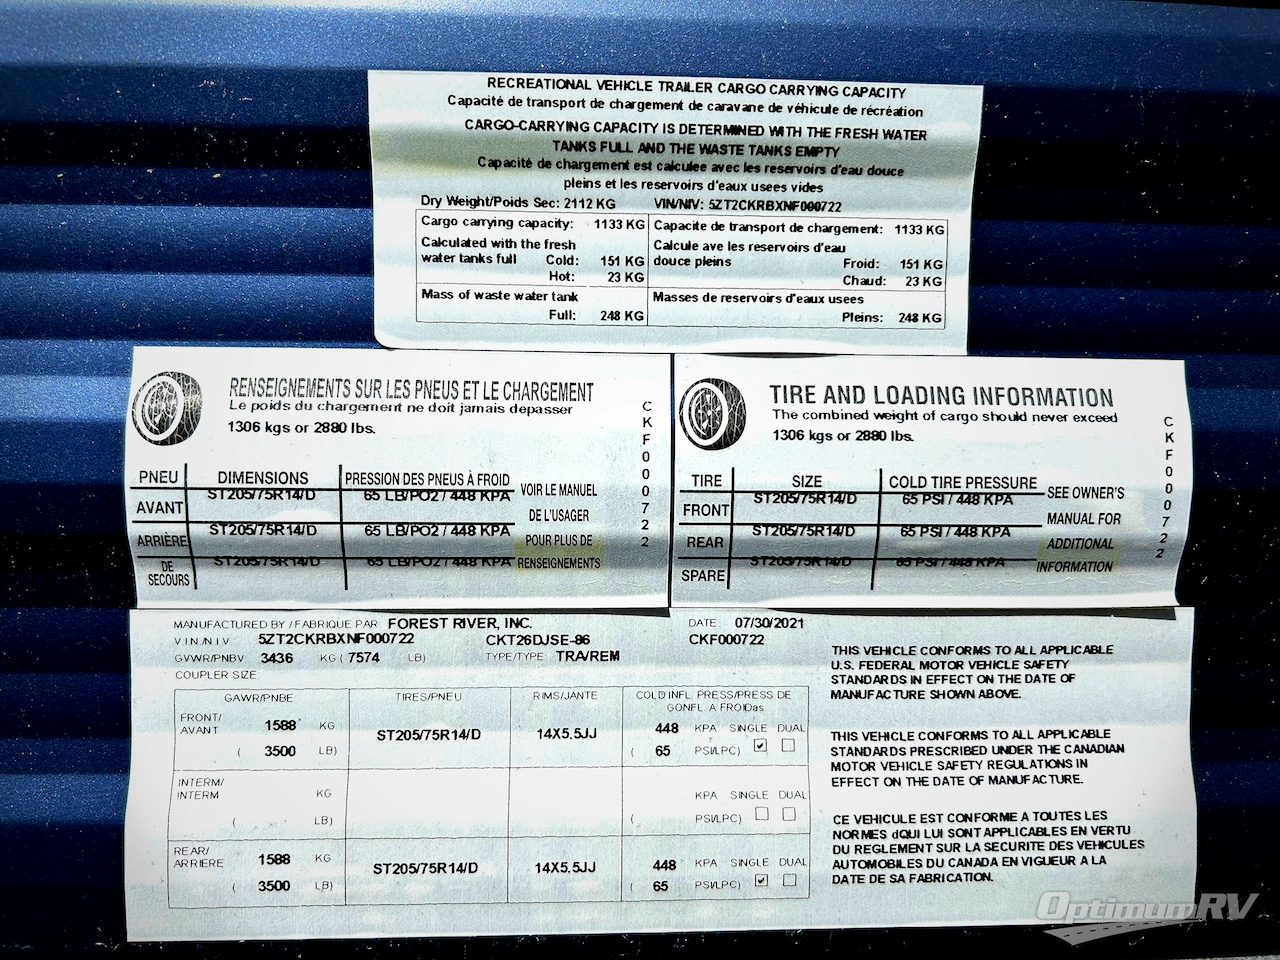 RECREATIONAL VEHICLE TRAILER CARGO CARRYING CAPACITY
Capacité de transport de chargement de caravane de véhicule de récréation
CARGO-CARRYING CAPACITY IS DETERMINED WITH THE FRESH WATER
TANKS FULL AND THE WASTE TANKS EMPTY
Capacité de chargement est calculee avec les reservoirs d'eau douce
pleins et les reservoirs d'eaux usees vides
Dry Weight/Poids Sec: 2112 KG VIN/NIV: 5ZT2CKRBXNF000722
Cargo carrying capacity: 1133 KG Capacite de transport de chargement: 1133 KG
Calculated with the fresh Calcule ave les reservoirs d'eau
water tanks full Cold: 151 KG douce pleins Froid: 151 KG
Hot: 23 KG Chaud: 23 KG
Mass of waste water tank Masses de reservoirs d'eaux usees
Full: 248 KG Pleins: 248 KG
RENSEIGNEMENTS SUR LES PNEUS ET LE CHARGEMENT
Le poids du chargement ne doit jamais depasser
1306 kgs or 2880 lbs.
PNEU DIMENSIONS PRESSION DES PNEUS À FROID
AVANT ST205/75R14/D 65 LB/PO2 / 448 KPA
ARRIÈRE ST205/75R14/D 65 LB/PO2 / 448 KPA
DE SECOURS ST205/75R14/D 65 LB/PO2 / 448 KPA
VOIR LE MANUEL
DE L'USAGER
POUR PLUS DE
RENSEIGNEMENTS
CKF000722
TIRE AND LOADING INFORMATION
The combined weight of cargo should never exceed
1306 kgs or 2880 lbs.
TIRE SIZE COLD TIRE PRESSURE
FRONT ST205/75R14/D 65 PSI / 448 KPA
REAR ST205/75R14/D 65 PSI / 448 KPA
SPARE ST205/75R14/D 65 PSI / 448 KPA
SEE OWNER'S
MANUAL FOR
ADDITIONAL
INFORMATION
CKF000722
MANUFACTURED BY / FABRIQUE PAR FOREST RIVER, INC. DATE 07/30/2021
V.I.N./N.I.V 5ZT2CKRBXNF000722 CKT26DJSE-86 CKF000722
GVWR/PNBV 3436 KG ( 7574 LB) TYPE/TYPE TRA/REM
COUPLER SIZE
GAWR/PNBE TIRES/PNEU RIMS/JANTE COLD INFL. PRESS/PRESS DE
GONFL. A FROIDas
FRONT/ 1588 KG 448 KPA SINGLE DUAL
AVANT ST205/75R14/D 14X5.5JJ
( 3500 LB) ( 65 PSI/LPC) ☑ ☐
INTERM/ KPA SINGLE DUAL
INTERM KG
( LB) ( PSI/LPC) ☐ ☐
REAR/ 1588 KG 448 KPA SINGLE DUAL
ARRIERE ST205/75R14/D 14X5.5JJ
( 3500 LB) ( 65 PSI/LPC) ☑ ☐
THIS VEHICLE CONFORMS TO ALL APPLICABLE
U.S. FEDERAL MOTOR VEHICLE SAFETY
STANDARDS IN EFFECT ON THE DATE OF
MANUFACTURE SHOWN ABOVE.
THIS VEHICLE CONFORMS TO ALL APPLICABLE
STANDARDS PRESCRIBED UNDER THE CANADIAN
MOTOR VEHICLE SAFETY REGULATIONS IN
EFFECT ON THE DATE OF MANUFACTURE.
CE VEHICULE EST CONFORME A TOUTES LES
NORMES dQUI LUI SONT APPLICABLES EN VERTU
DU REGLEMENT SUR LA SECURITE DES VEHICULES
AUTOMOBILES DU CANADA EN VIGUEUR A LA
DATE DE SA FABRICATION.
OptimumRV